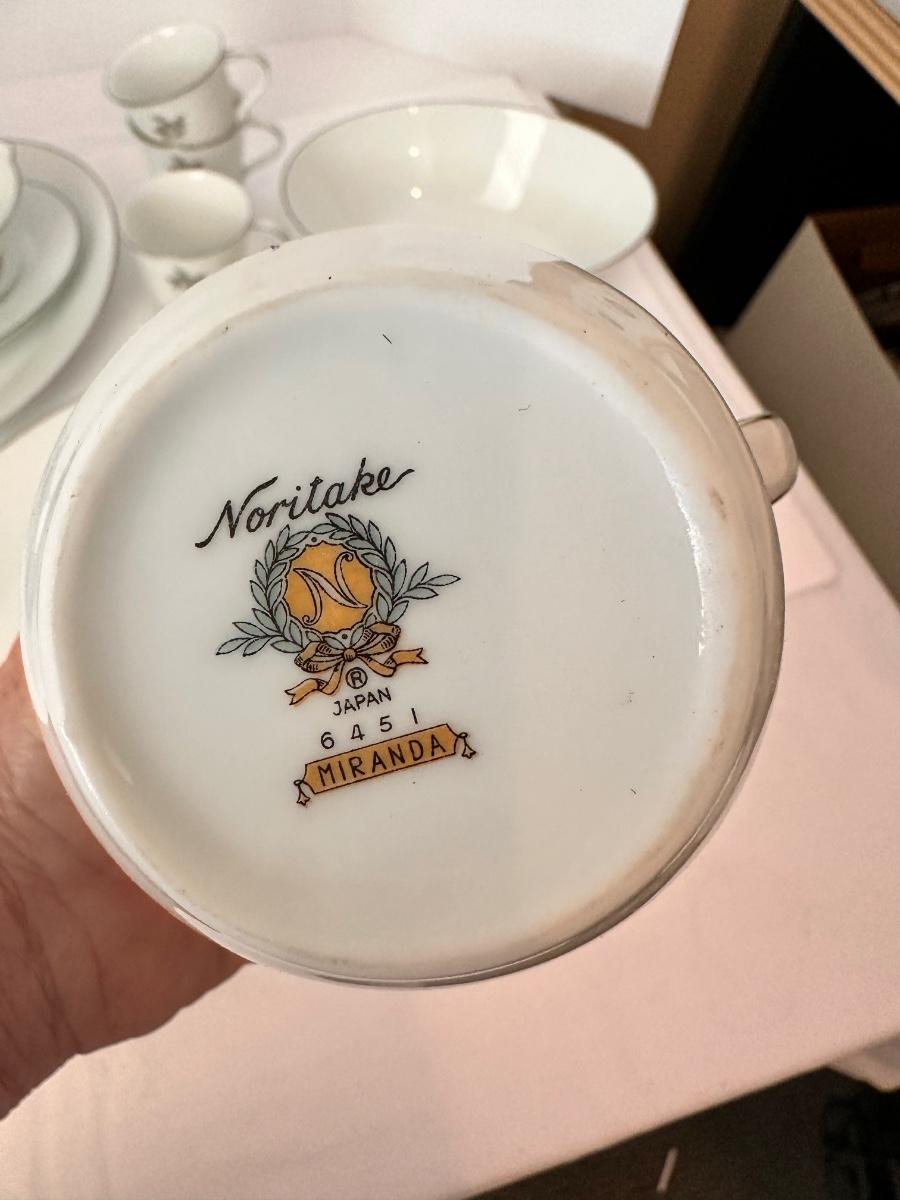 Noritake
N
®
JAPAN
6451
MIRANDA